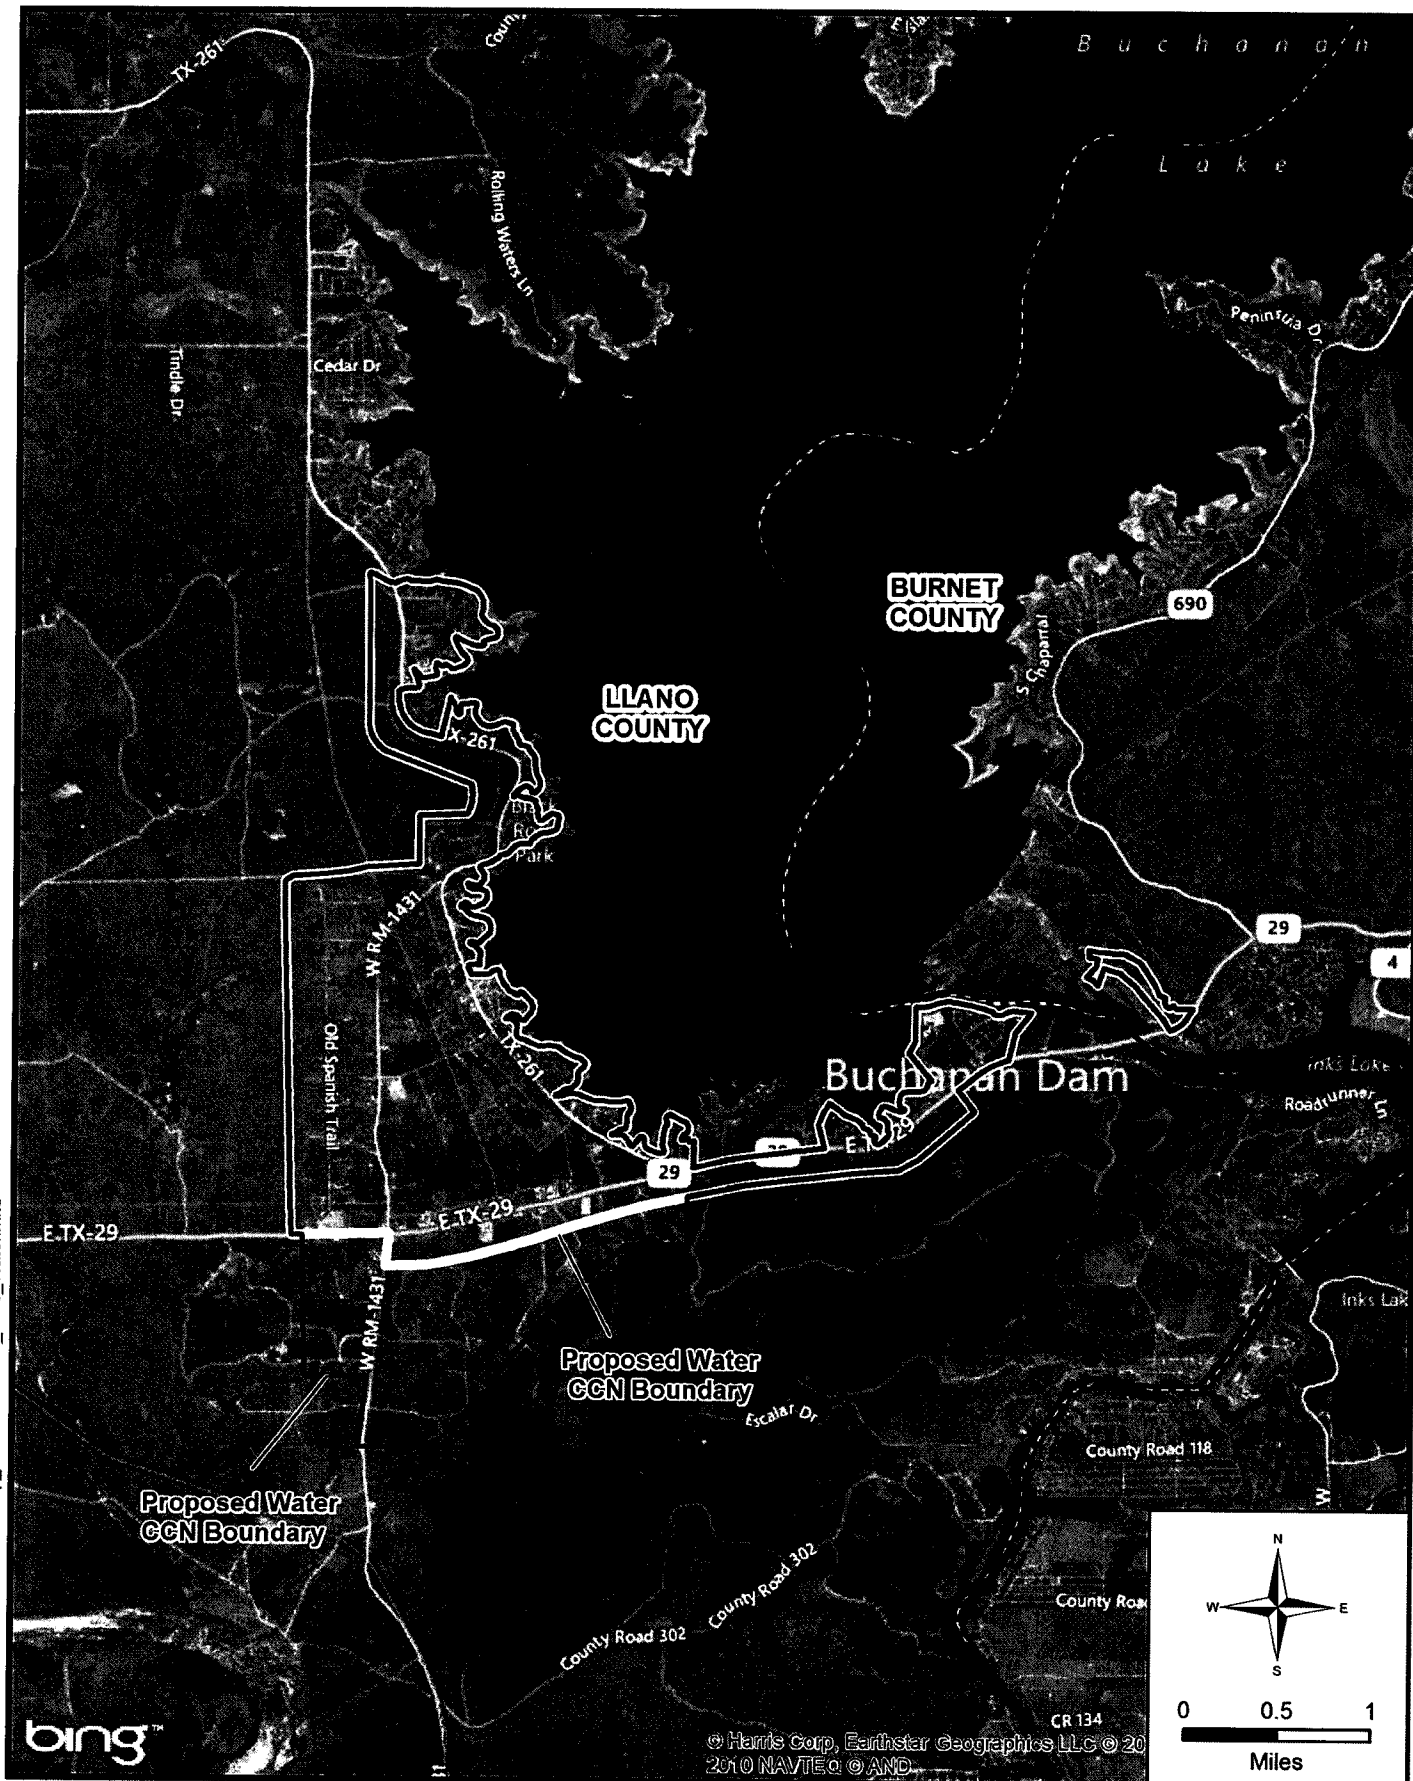 TX-261
Coun
E Isla
Buchanan
Lake
Rolling Waters Ln
Peninsula Dr
Tindle Dr
Cedar Dr
BURNET
COUNTY
690
S Chaparral
LLANO
COUNTY
X-261
Park
W RM-1431
29
4
Old Spanish Trail
TX-261
Buchanan Dam
Inks Lake
Roadrunner Ln
29
E TX-29
E TX-29
E TX-29
Inks Lak
W RM-1431
Proposed Water
CCN Boundary
Escalar Dr
County Road 118
W
Proposed Water
CCN Boundary
County Road 302
County Road 302
County Roa
CR 134
N
W E
S
0 0.5 1
Miles
bing™
© Harris Corp, Earthstar Geographics LLC © 20
2010 NAVTEQ © AND